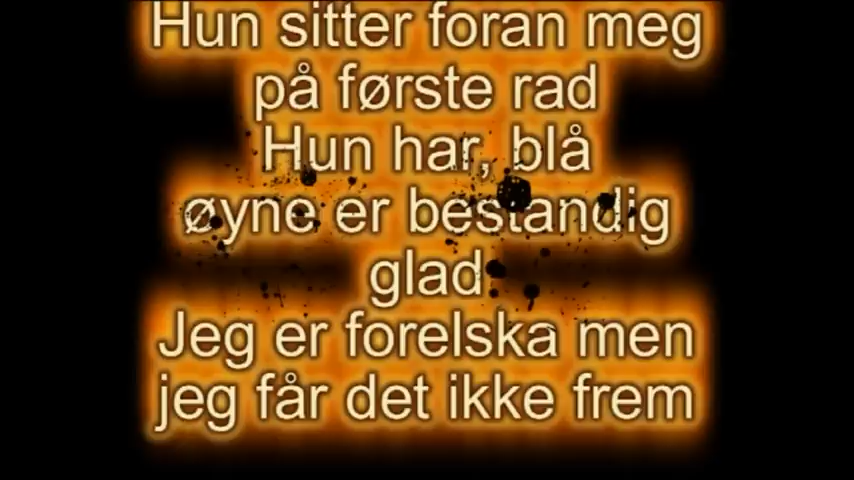 Hun sitter foran meg
på første rad
Hun har, blå
øyne er bestandig
glad
Jeg er forelska men
jeg får det ikke frem